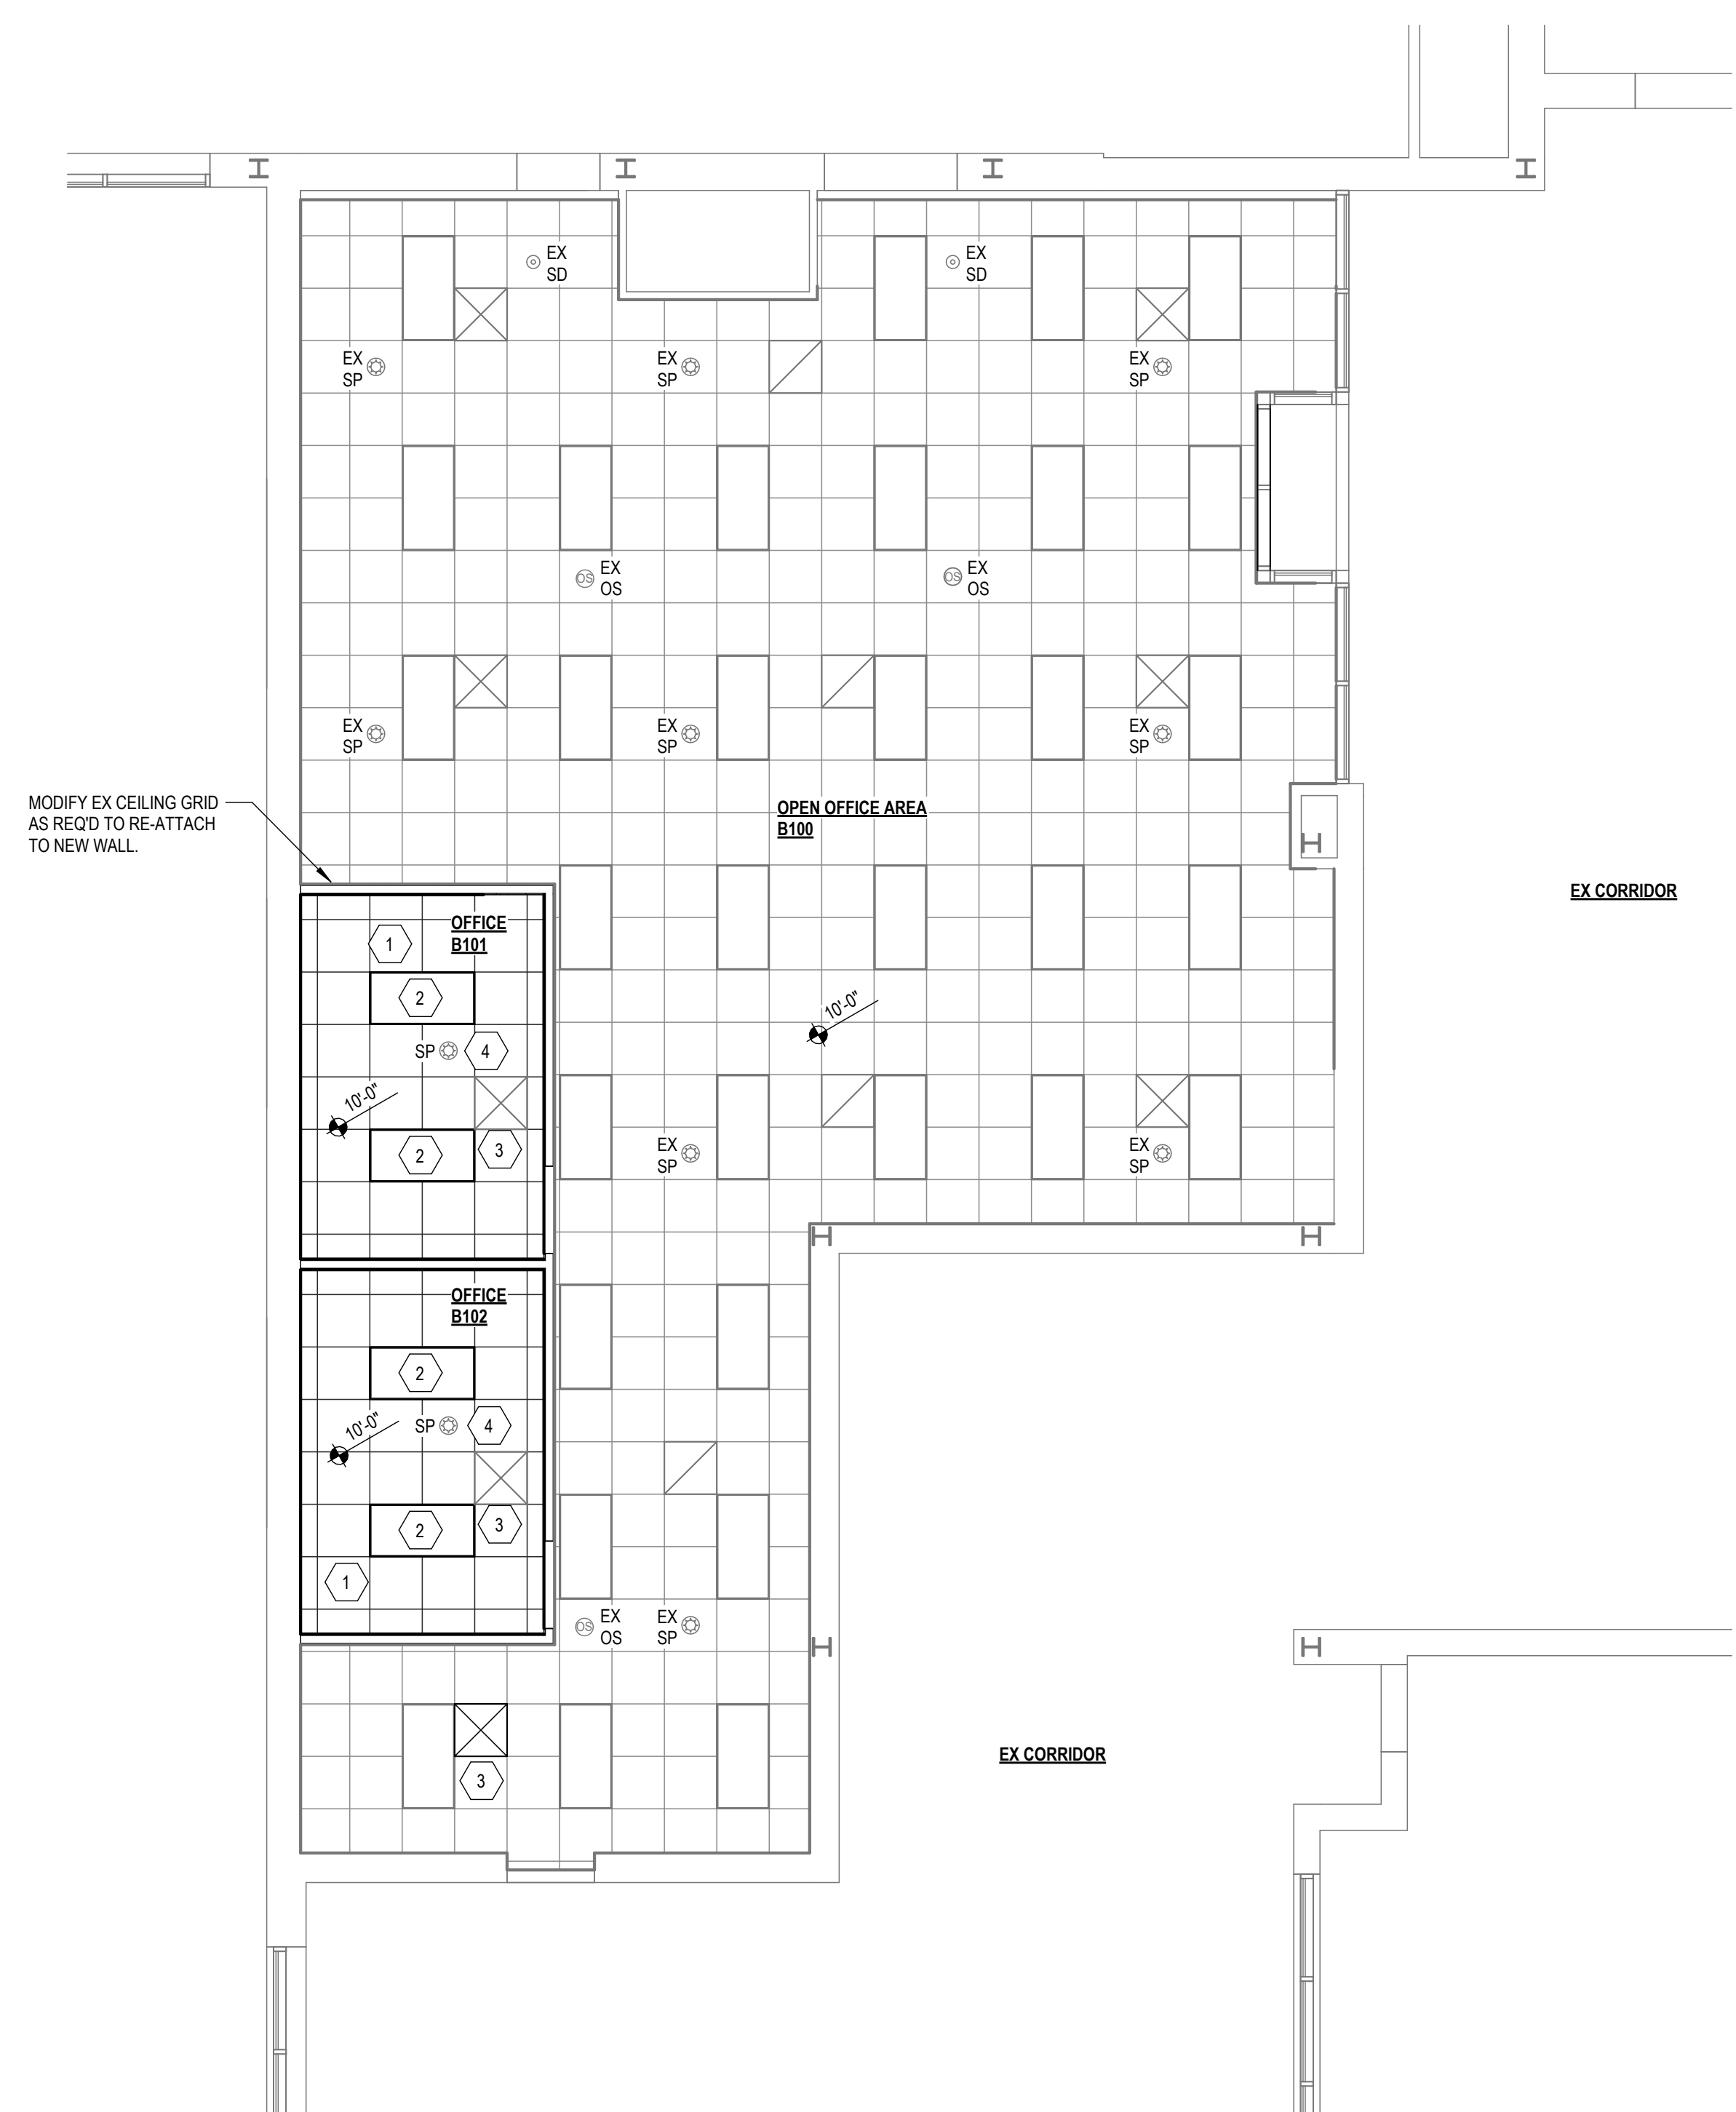 EX
SD
EX
SD
EX
SP
EX
SP
EX
SP
OS
EX
OS
OS
EX
OS
EX
SP
EX
SP
EX
SP
MODIFY EX CEILING GRID
AS REQ'D TO RE-ATTACH
TO NEW WALL.
OPEN OFFICE AREA
B100
EX CORRIDOR
OFFICE
B101
1
2
10'-0"
SP
4
10'-0"
2
3
EX
SP
EX
SP
OFFICE
B102
2
10'-0"
SP
4
2
3
1
OS
EX
OS
EX
SP
3
EX CORRIDOR